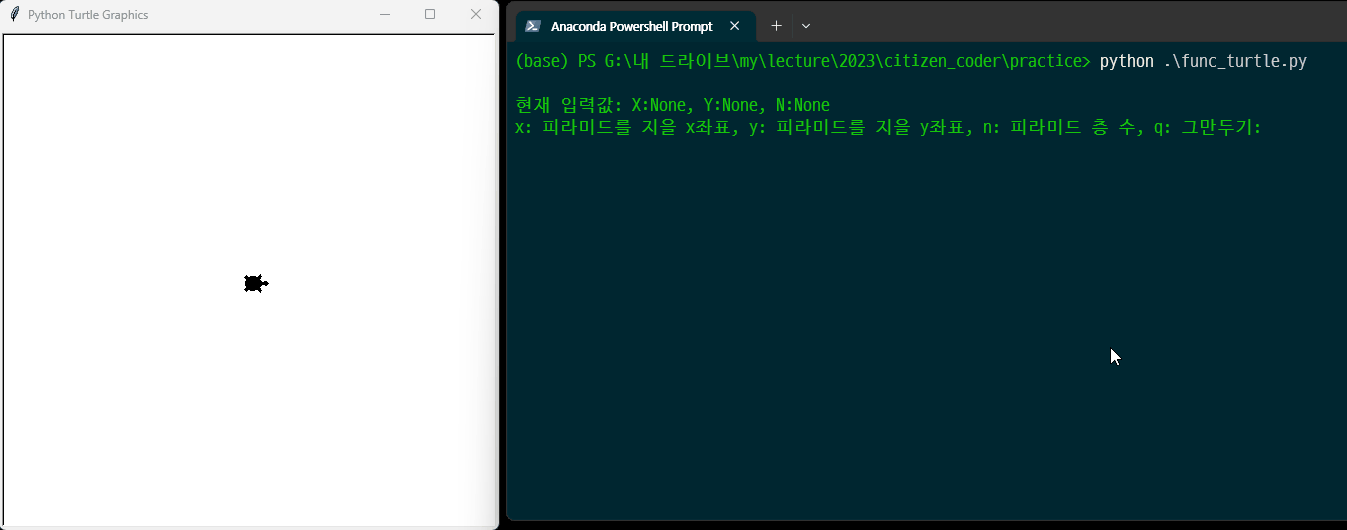 Python Turtle Graphics
Anaconda Powershell Prompt
(base) PS G:\내 드라이브\my\lecture\2023\citizen_coder\practice> python .\func_turtle.py
현재 입력값: X:None, Y:None, N:None
x: 피라미드를 지을 x좌표, y: 피라미드를 지을 y좌표, n: 피라미드 층 수, q: 그만두기: